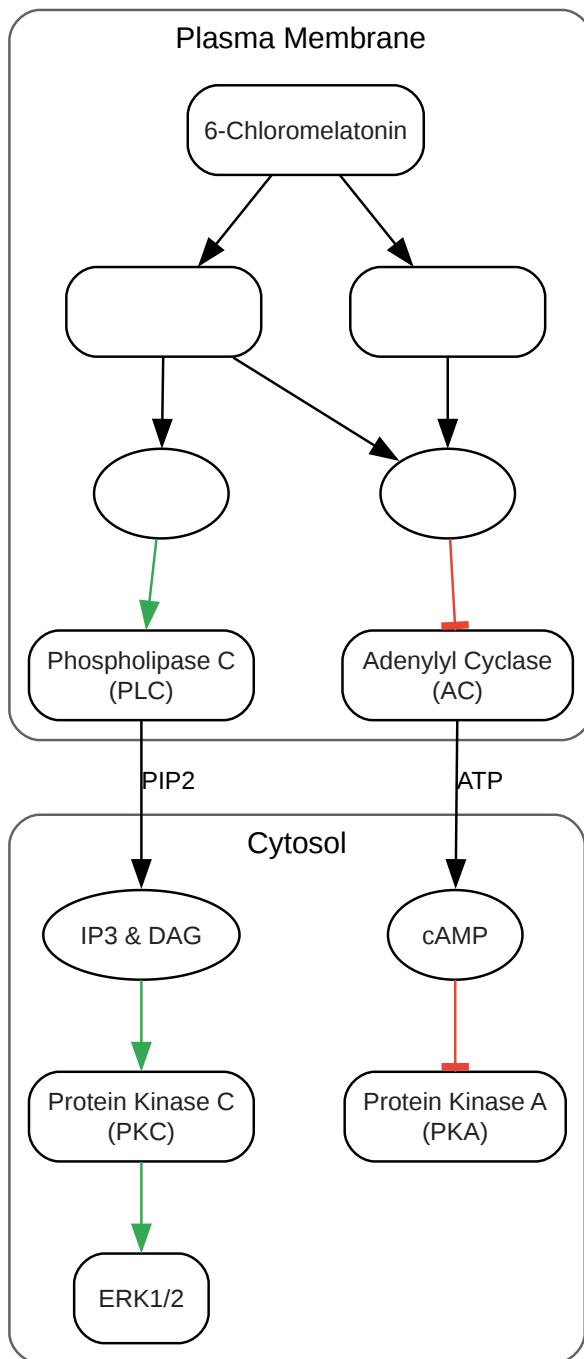 Plasma Membrane
6-Chloromelatonin
Phospholipase C
(PLC)
Adenylyl Cyclase
(AC)
PIP2
ATP
Cytosol
IP3 & DAG
cAMP
Protein Kinase C
(PKC)
Protein Kinase A
(PKA)
ERK1/2